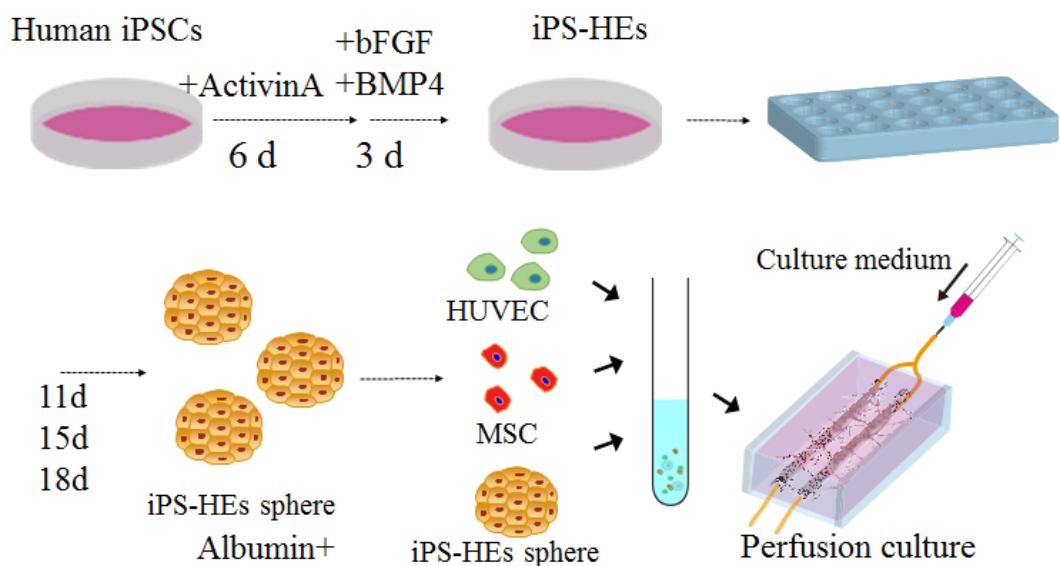 Human iPSCs
+ActivinA
6 d
+bFGF
+BMP4
3 d
iPS-HEs
11d
15d
18d
iPS-HEs sphere
Albumin+
HUVEC
MSC
iPS-HEs sphere
Culture medium
Perfusion culture